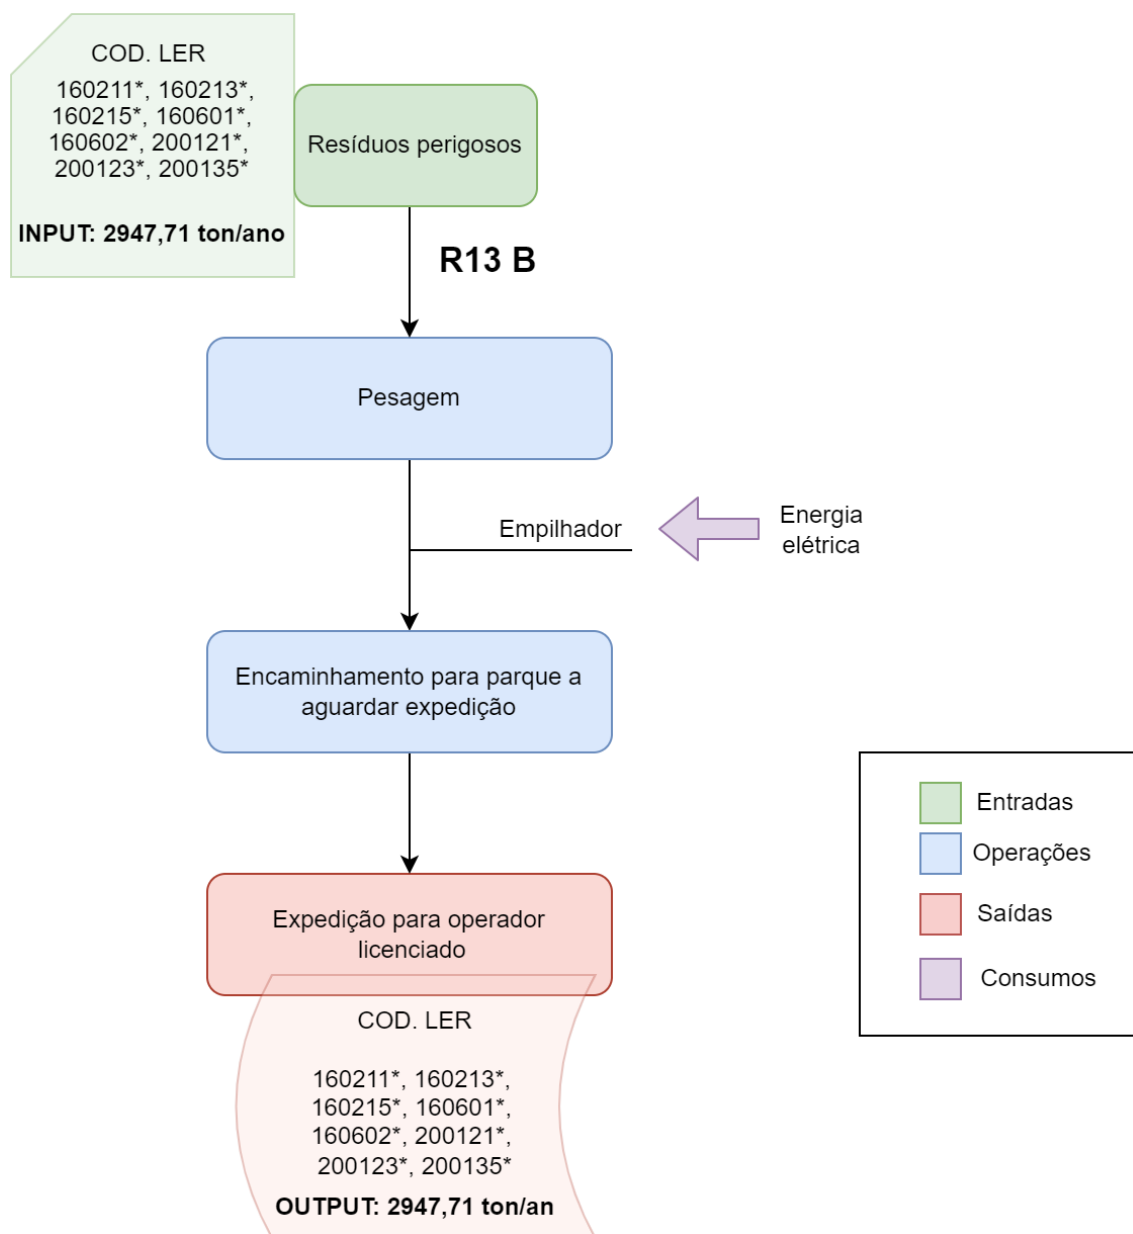 COD. LER
160211*, 160213*,
160215*, 160601*,
160602*, 200121*,
200123*, 200135*
INPUT: 2947,71 ton/ano
Resíduos perigosos
R13 B
Pesagem
Empilhador
Energia
elétrica
Encaminhamento para parque a
aguardar expedição
Entradas
Operações
Saídas
Consumos
Expedição para operador
licenciado
COD. LER
160211*, 160213*,
160215*, 160601*,
160602*, 200121*,
200123*, 200135*
OUTPUT: 2947,71 ton/an